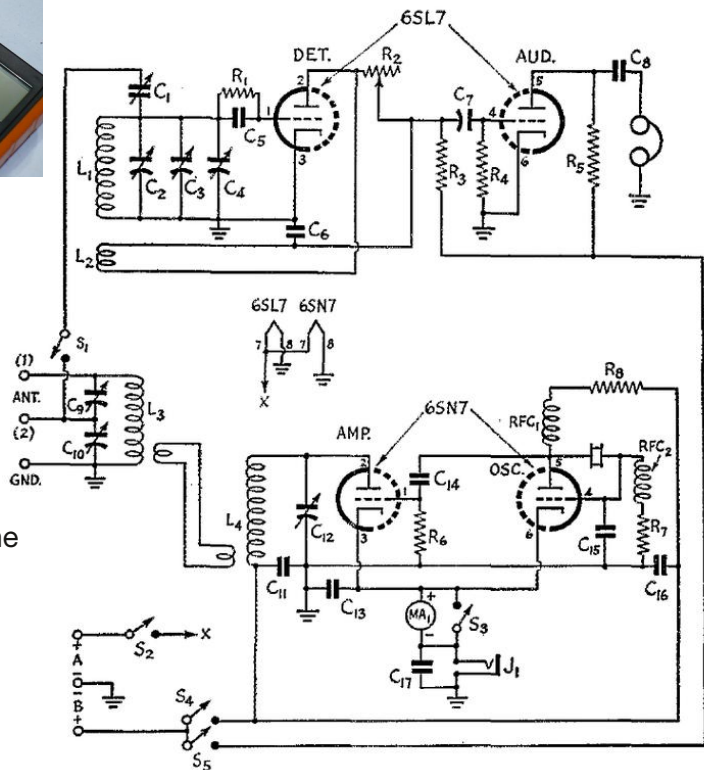 6SL7
DET.
R2
AUD.
C8
2
5
C1
R1
C7
1
4
C5
3
6
L1
C2
C3
C4
R3
R4
R5
C6
L2
6SL7 6SN7
7 8 7 8
X
S1
(1)
ANT.
(2)
GND.
C9
C10
L3
R8
RFC1
6SN7
AMP.
OSC.
RFC2
2
5
C14
1
4
L4
C12
3
6
R6
C15
R7
C11
C13
C16
+
MA1
-
S3
C17
J1
ne
+
A
-
-
B
+
S2
X
S4
S5